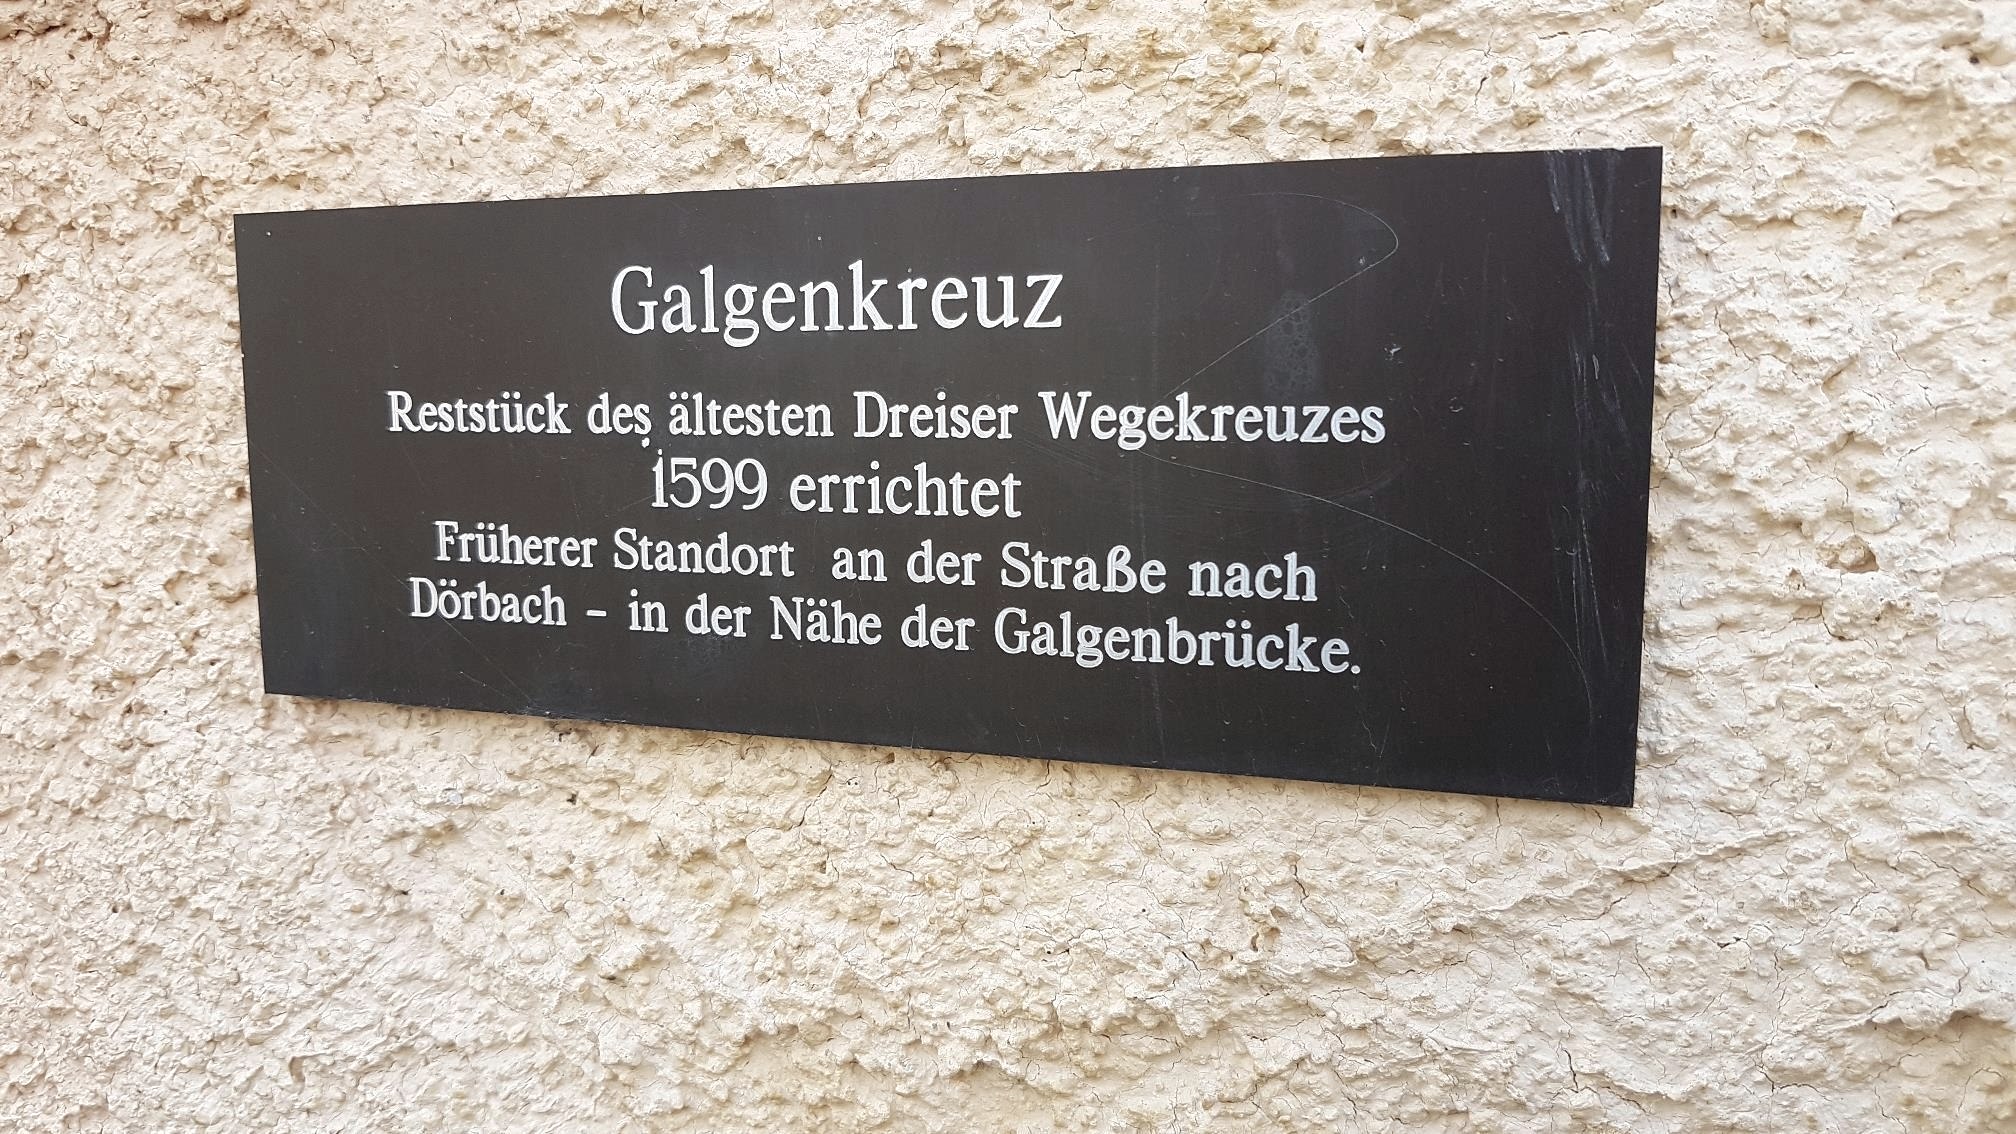 Galgenkreuz
Reststück des ältesten Dreiser Wegekreuzes
1599 errichtet
Früherer Standort an der Straße nach
Dörbach - in der Nähe der Galgenbrücke.